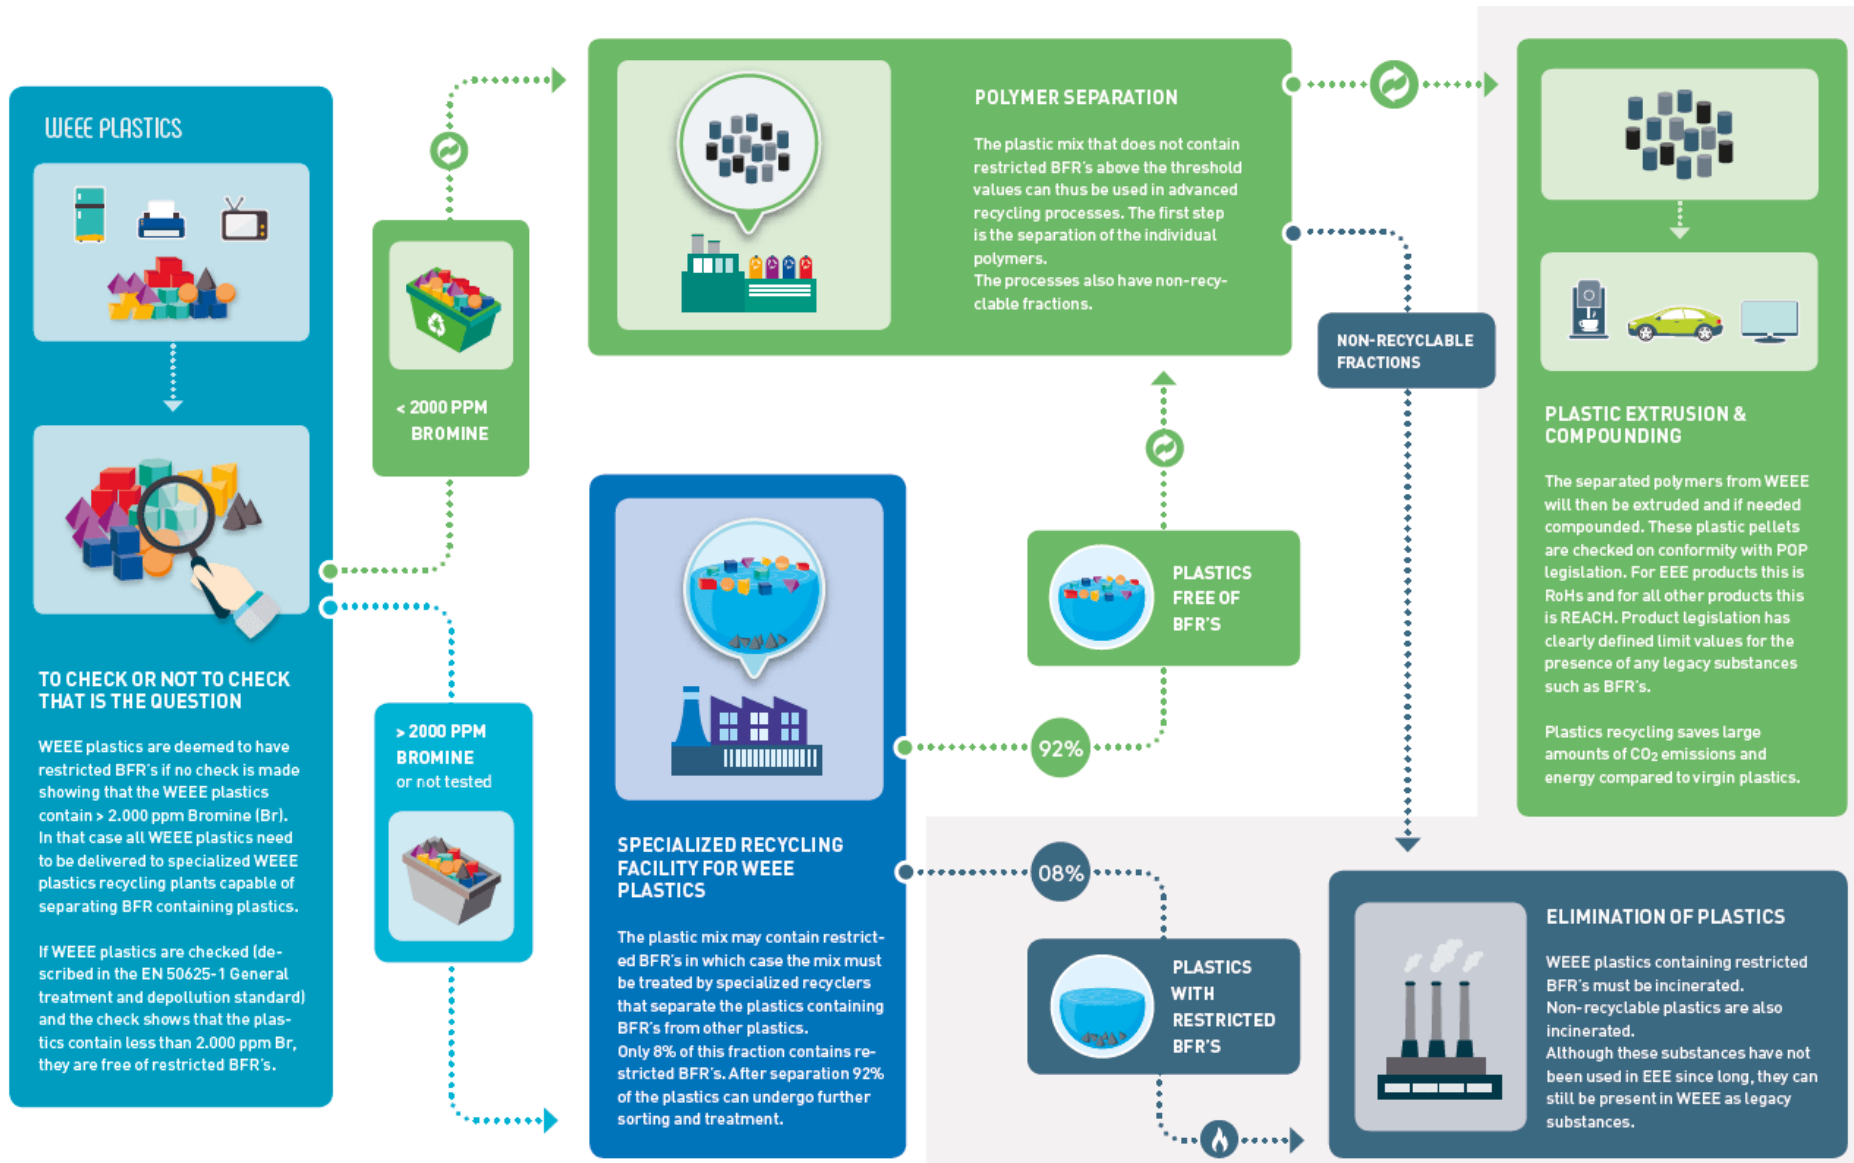 WEEE PLASTICS
TO CHECK OR NOT TO CHECK
THAT IS THE QUESTION
WEEE plastics are deemed to have
restricted BFR's if no check is made
showing that the WEEE plastics
contain > 2.000 ppm Bromine (Br).
In that case all WEEE plastics need
to be delivered to specialized WEEE
plastics recycling plants capable of
separating BFR containing plastics.
If WEEE plastics are checked (de-
scribed in the EN 50625-1 General
treatment and depollution standard)
and the check shows that the plas-
tics contain less than 2.000 ppm Br,
they are free of restricted BFR's.
< 2000 PPM
BROMINE
> 2000 PPM
BROMINE
or not tested
POLYMER SEPARATION
The plastic mix that does not contain
restricted BFR's above the threshold
values can thus be used in advanced
recycling processes. The first step
is the separation of the individual
polymers.
The processes also have non-recy-
clable fractions.
SPECIALIZED RECYCLING
FACILITY FOR WEEE
PLASTICS
The plastic mix may contain restrict-
ed BFR's in which case the mix must
be treated by specialized recyclers
that separate the plastics containing
BFR's from other plastics.
Only 8% of this fraction contains re-
stricted BFR's. After separation 92%
of the plastics can undergo further
sorting and treatment.
92%
PLASTICS
FREE OF
BFR'S
08%
PLASTICS
WITH
RESTRICTED
BFR'S
NON-RECYCLABLE
FRACTIONS
PLASTIC EXTRUSION &
COMPOUNDING
The separated polymers from WEEE
will then be extruded and if needed
compounded. These plastic pellets
are checked on conformity with POP
legislation. For EEE products this is
RoHs and for all other products this
is REACH. Product legislation has
clearly defined limit values for the
presence of any legacy substances
such as BFR's.
Plastics recycling saves large
amounts of CO2 emissions and
energy compared to virgin plastics.
ELIMINATION OF PLASTICS
WEEE plastics containing restricted
BFR's must be incinerated.
Non-recyclable plastics are also
incinerated.
Although these substances have not
been used in EEE since long, they can
still be present in WEEE as legacy
substances.